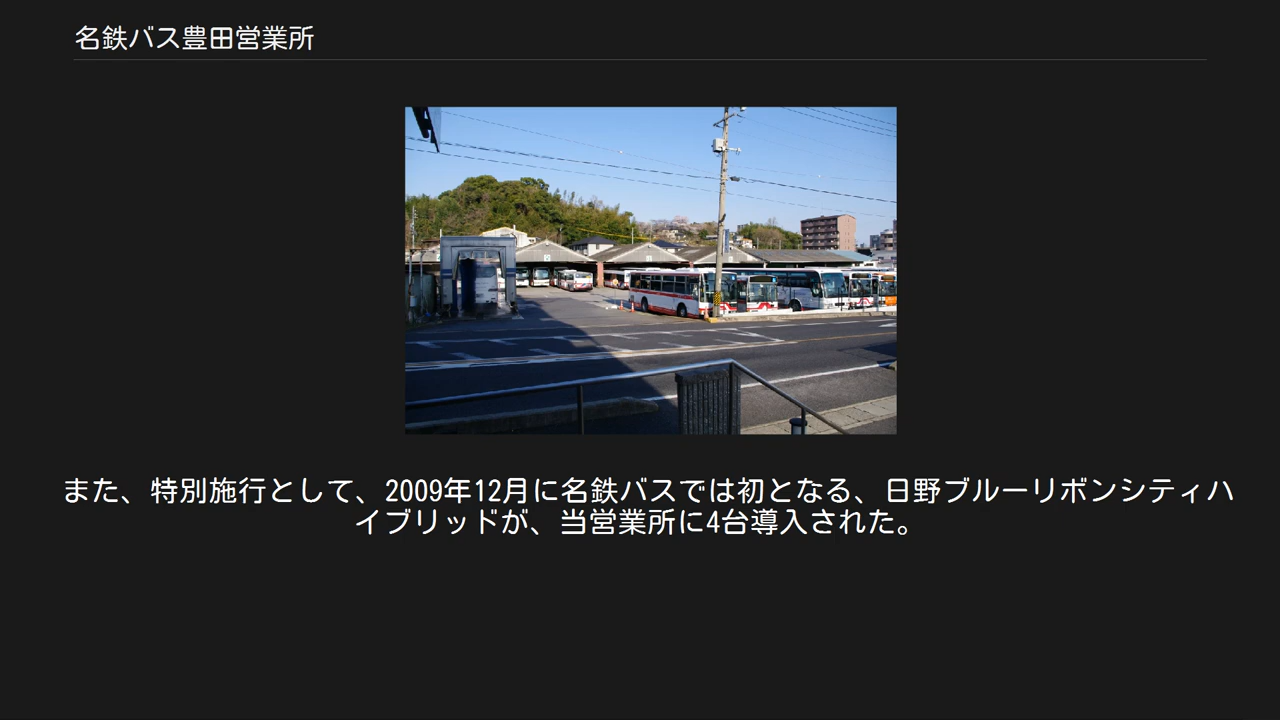 名鉄バス豊田営業所
また、特別施行として、2009年12月に名鉄バスでは初となる、日野ブルーリボンシティハ
イブリッドが、当営業所に4台導入された。